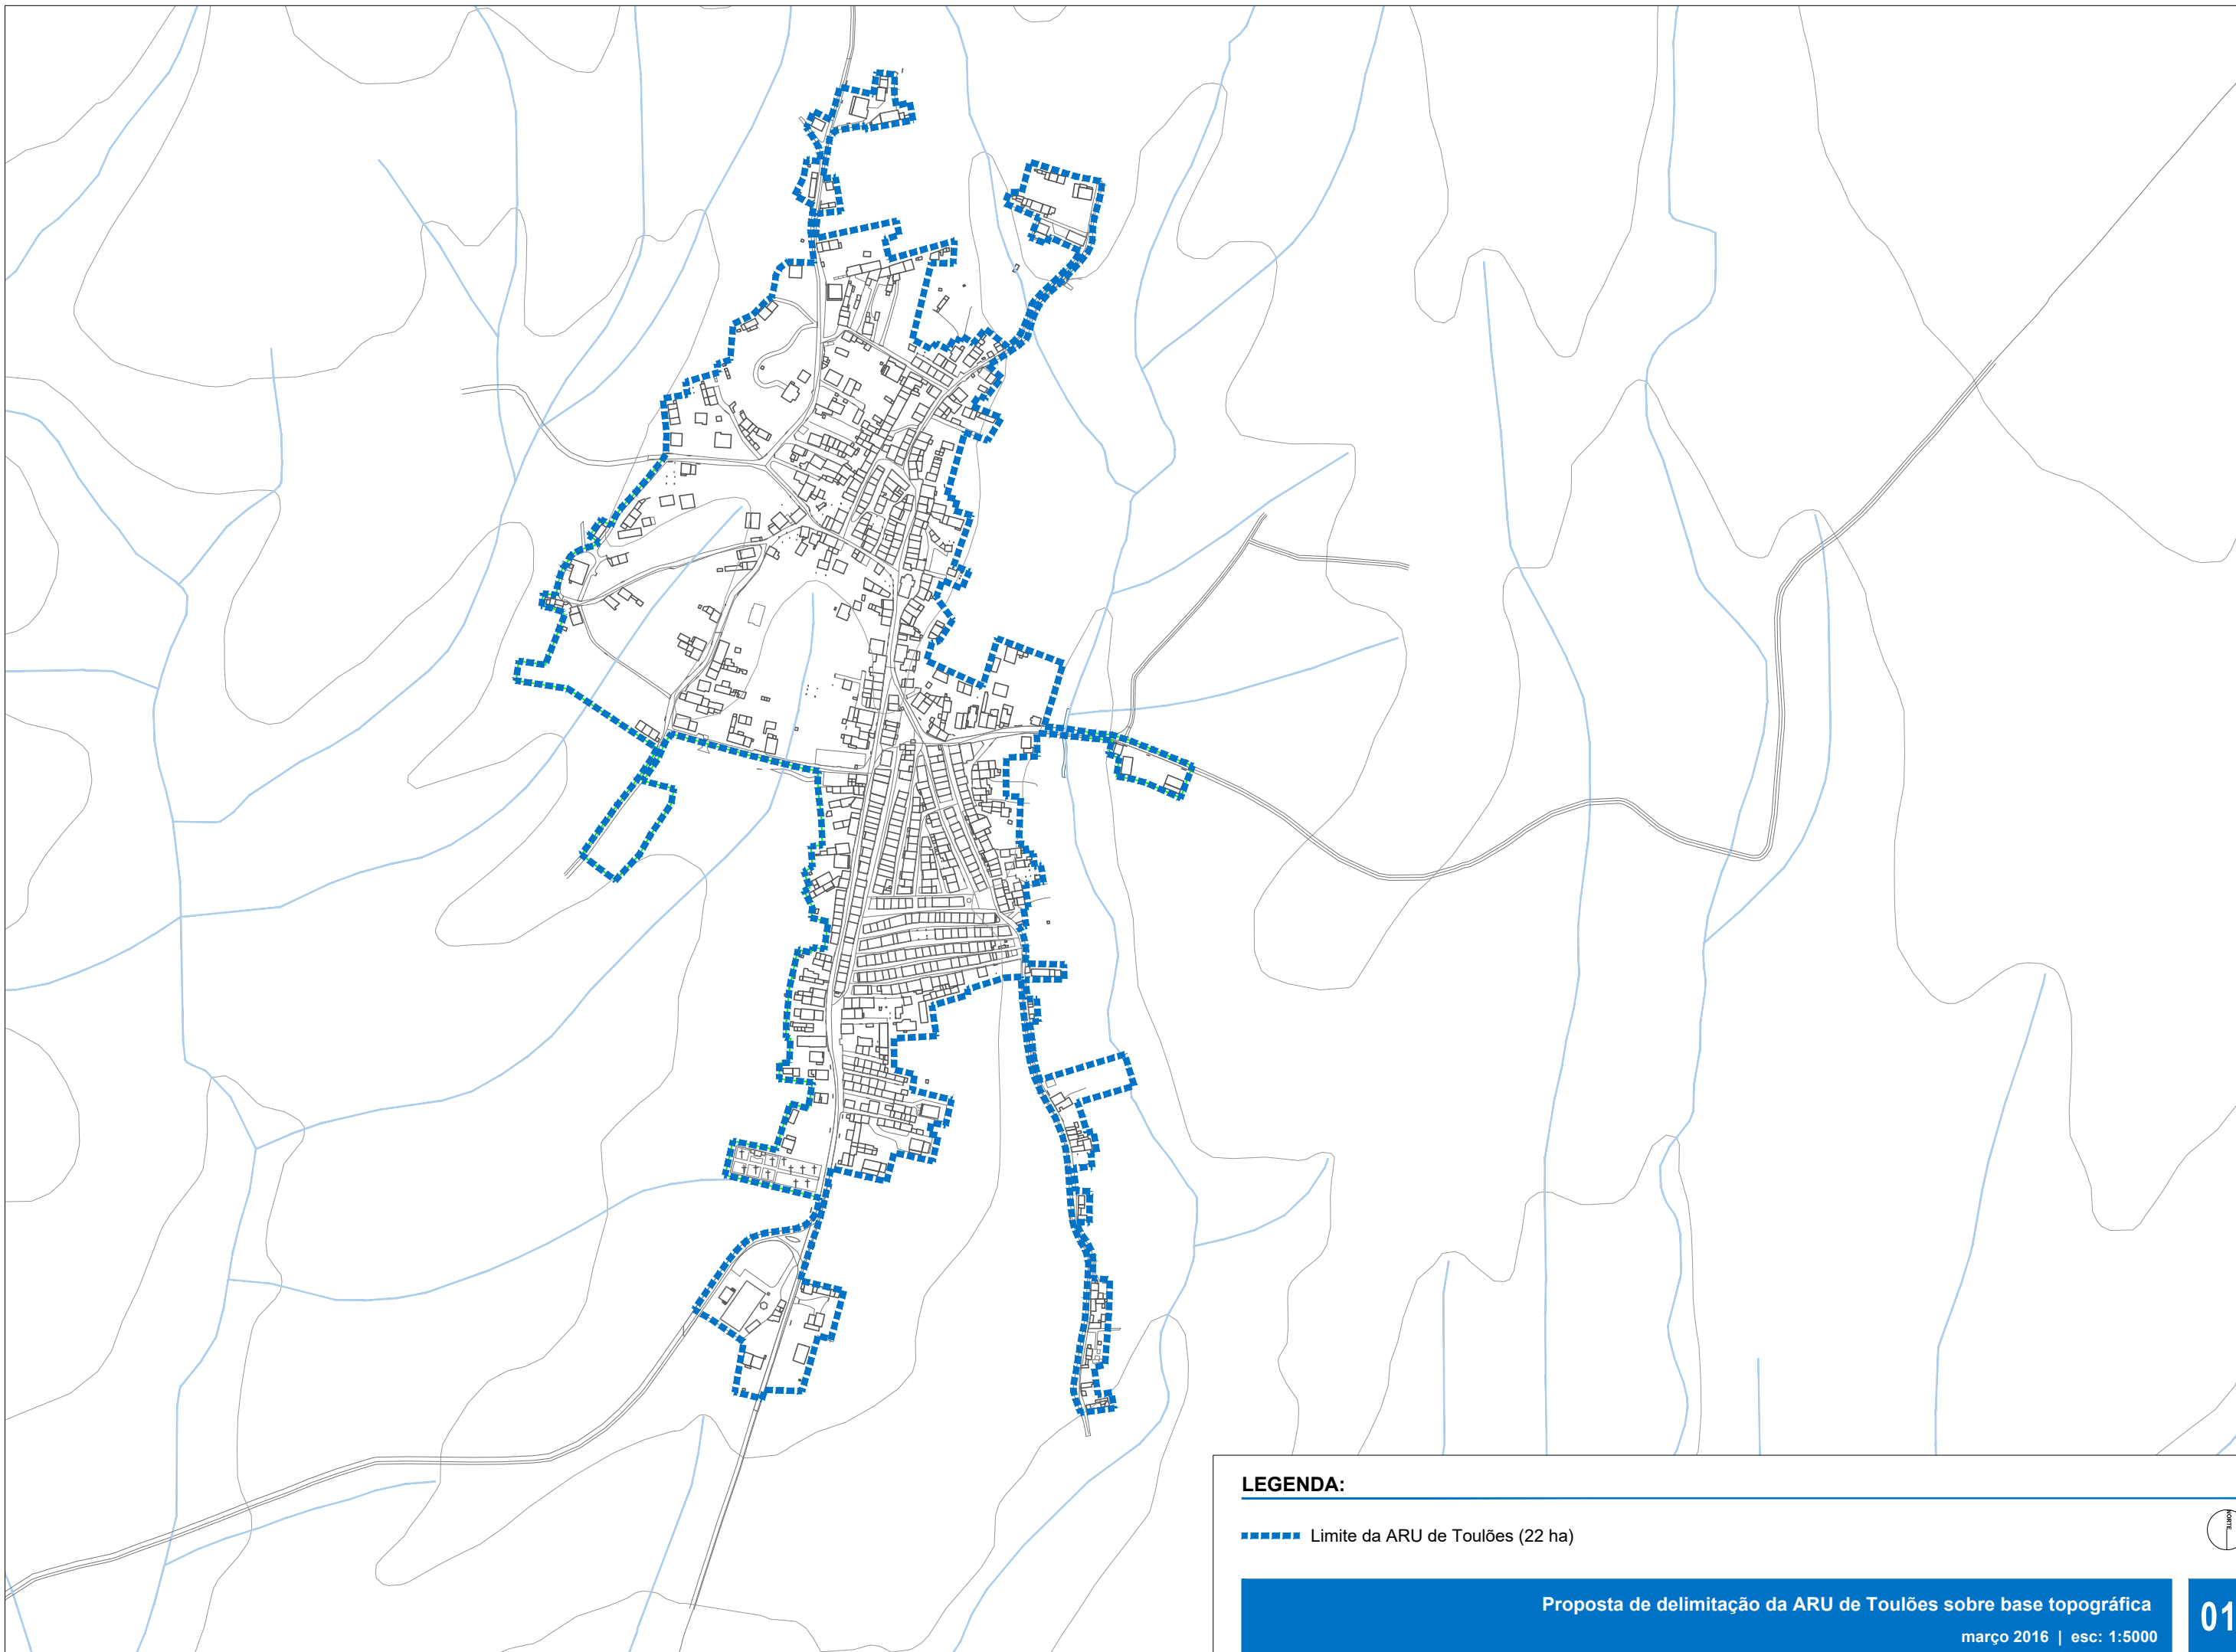 LEGENDA:
Limite da ARU de Toulões (22 ha)
NORTE
Proposta de delimitação da ARU de Toulões sobre base topográfica
março 2016 | esc: 1:5000
01